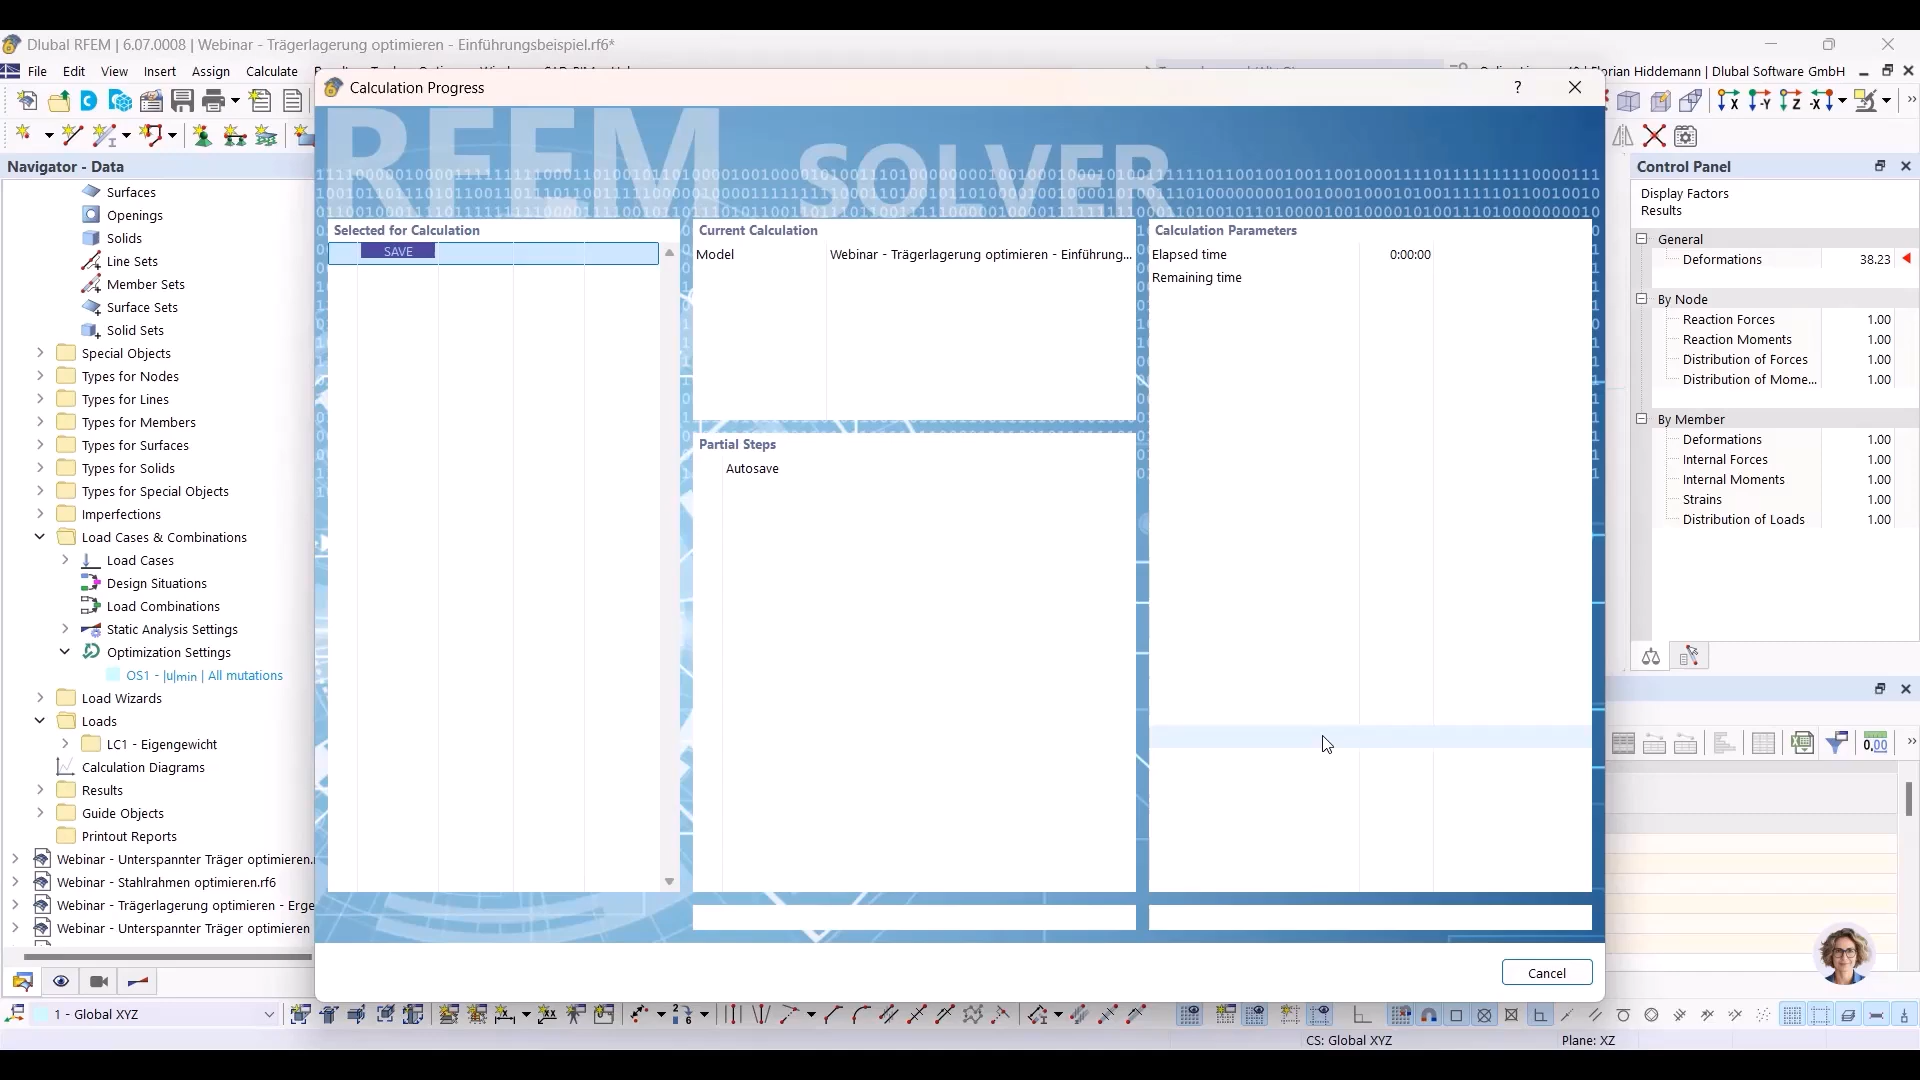 Dlubal RFEM | 6.07.0008 | Webinar - Trägerlagerung optimieren - Einführungsbeispiel.rf6*
File Edit View Insert Assign Calculate
Florian Hiddemann | Dlubal Software GmbH
Calculation Progress
RFEM SOLVER
Navigator - Data
Surfaces
Openings
Solids
Line Sets
Member Sets
Surface Sets
Solid Sets
Special Objects
Types for Nodes
Types for Lines
Types for Members
Types for Surfaces
Types for Solids
Types for Special Objects
Imperfections
Load Cases & Combinations
Load Cases
Design Situations
Load Combinations
Static Analysis Settings
Optimization Settings
OS1 - |u|min | All mutations
Load Wizards
Loads
LC1 - Eigengewicht
Calculation Diagrams
Results
Guide Objects
Printout Reports
Webinar - Unterspannter Träger optimieren.
Webinar - Stahlrahmen optimieren.rf6
Webinar - Trägerlagerung optimieren - Erge
Webinar - Unterspannter Träger optimieren
Selected for Calculation
SAVE
Current Calculation
Model Webinar - Trägerlagerung optimieren - Einführung...
Partial Steps
Autosave
Calculation Parameters
Elapsed time 0:00:00
Remaining time
Cancel
Control Panel
Display Factors
Results
General
Deformations 38.23
By Node
Reaction Forces 1.00
Reaction Moments 1.00
Distribution of Forces 1.00
Distribution of Mome... 1.00
By Member
Deformations 1.00
Internal Forces 1.00
Internal Moments 1.00
Strains 1.00
Distribution of Loads 1.00
1 - Global XYZ
CS: Global XYZ
Plane: XZ